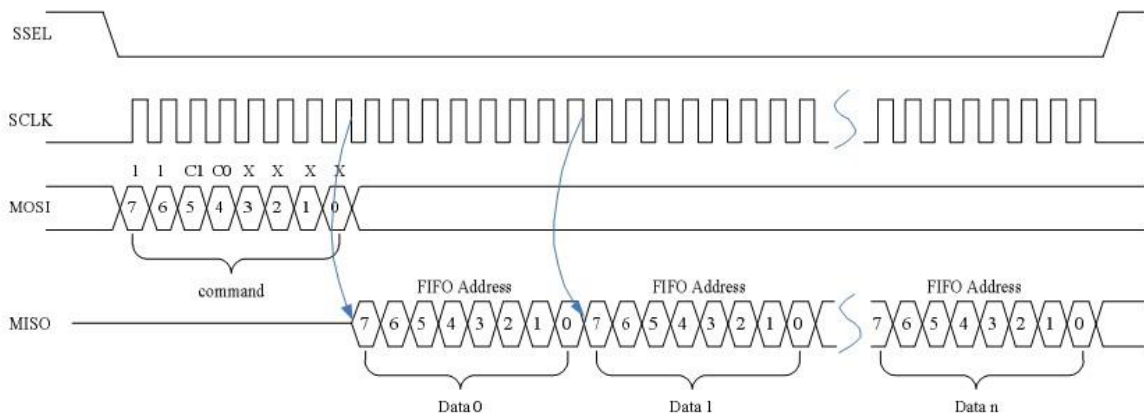 SSEL
SCLK
1 1 C1 C0 X X X X
MOSI
7 6 5 4 3 2 1 0
command
FIFO Address FIFO Address FIFO Address
MISO
7 6 5 4 3 2 1 0 7 6 5 4 3 2 1 0 7 6 5 4 3 2 1 0
Data 0 Data 1 Data n